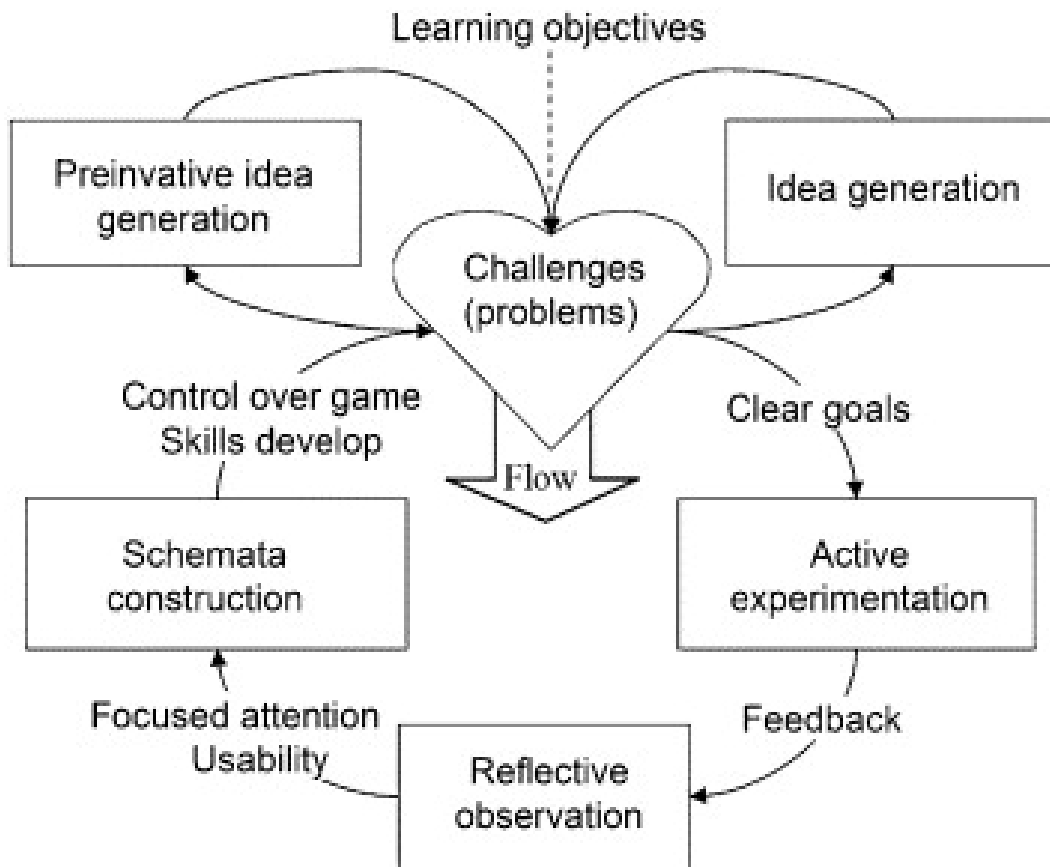 Learning objectives
Preinvative idea
generation
Idea generation
Challenges
(problems)
Control over game
Skills develop
Clear goals
Flow
Schemata
construction
Active
experimentation
Focused attention
Usability
Feedback
Reflective
observation